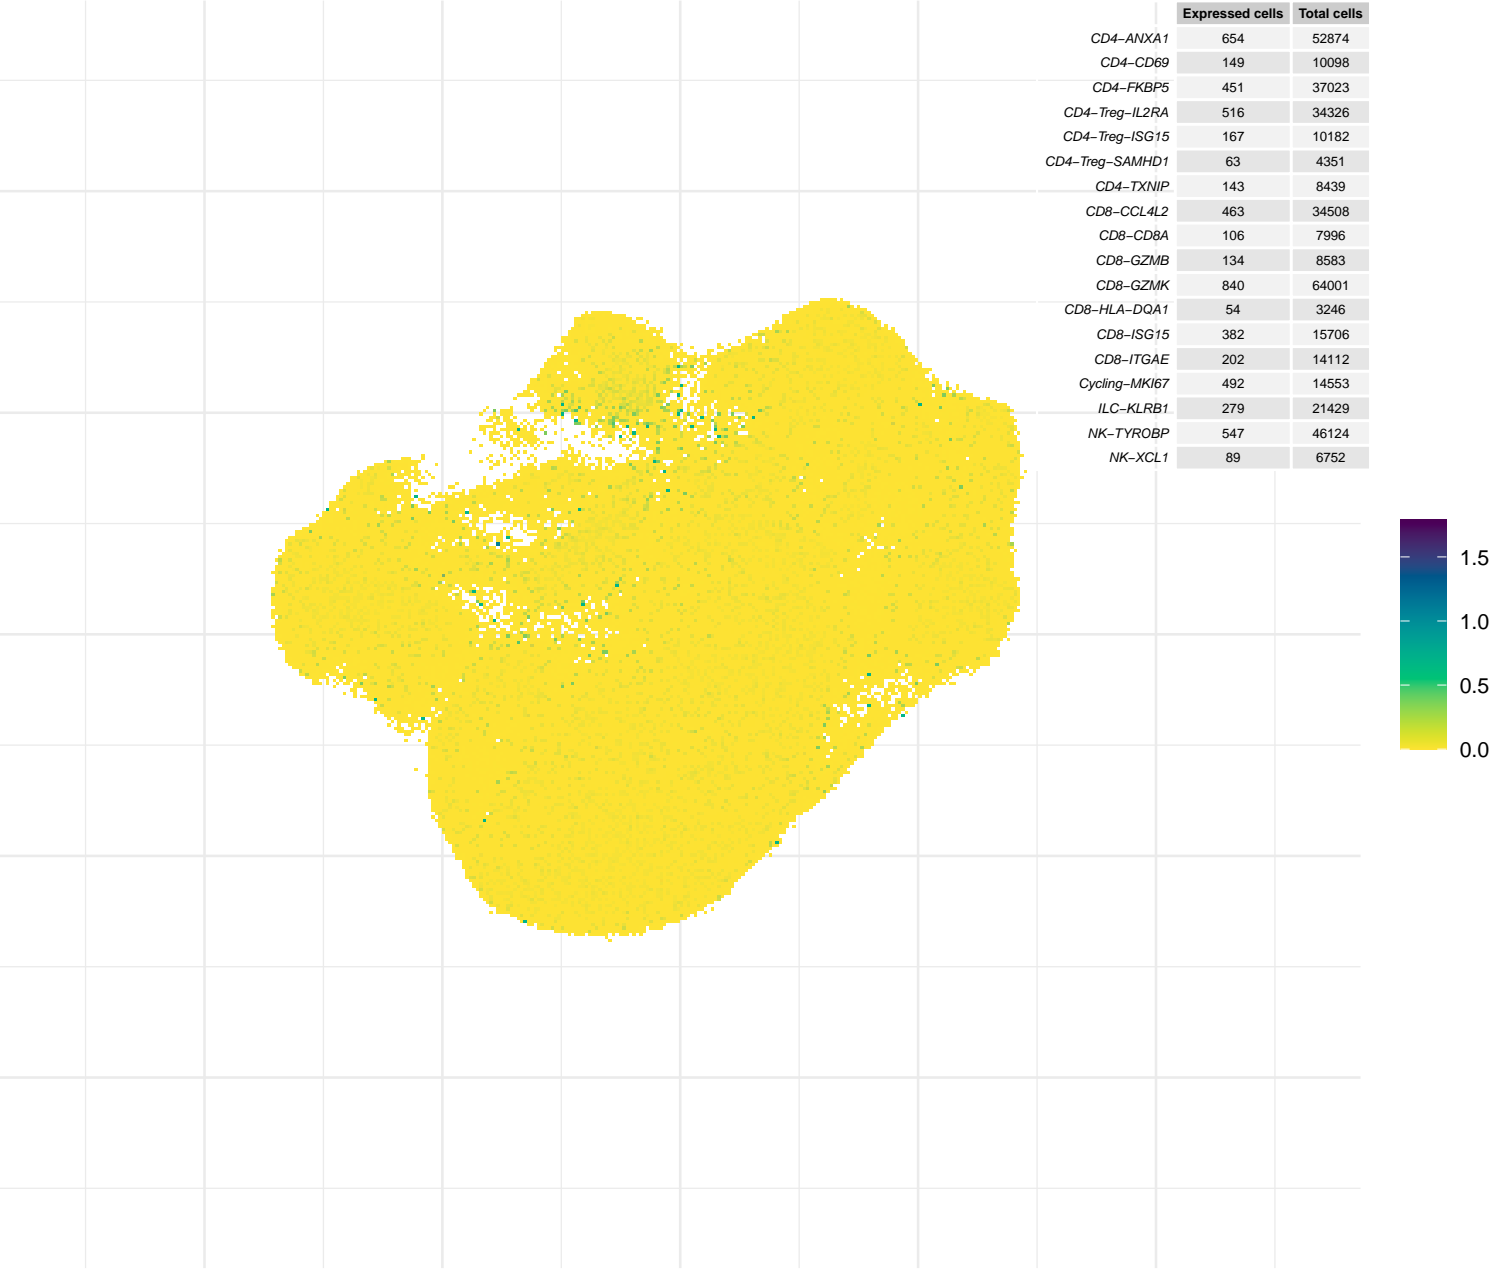 Expressed cells Total cells
CD4−ANXA1 654 52874
CD4−CD69 149 10098
CD4−FKBP5 451 37023
CD4−Treg−IL2RA 516 34326
CD4−Treg−ISG15 167 10182
CD4−Treg−SAMHD1 63 4351
CD4−TXNIP 143 8439
CD8−CCL4L2 463 34508
CD8−CD8A 106 7996
CD8−GZMB 134 8583
CD8−GZMK 840 64001
CD8−HLA−DQA1 54 3246
CD8−ISG15 382 15706
CD8−ITGAE 202 14112
Cycling−MKI67 492 14553
ILC−KLRB1 279 21429
NK−TYROBP 547 46124
NK−XCL1 89 6752
1.5
1.0
0.5
0.0